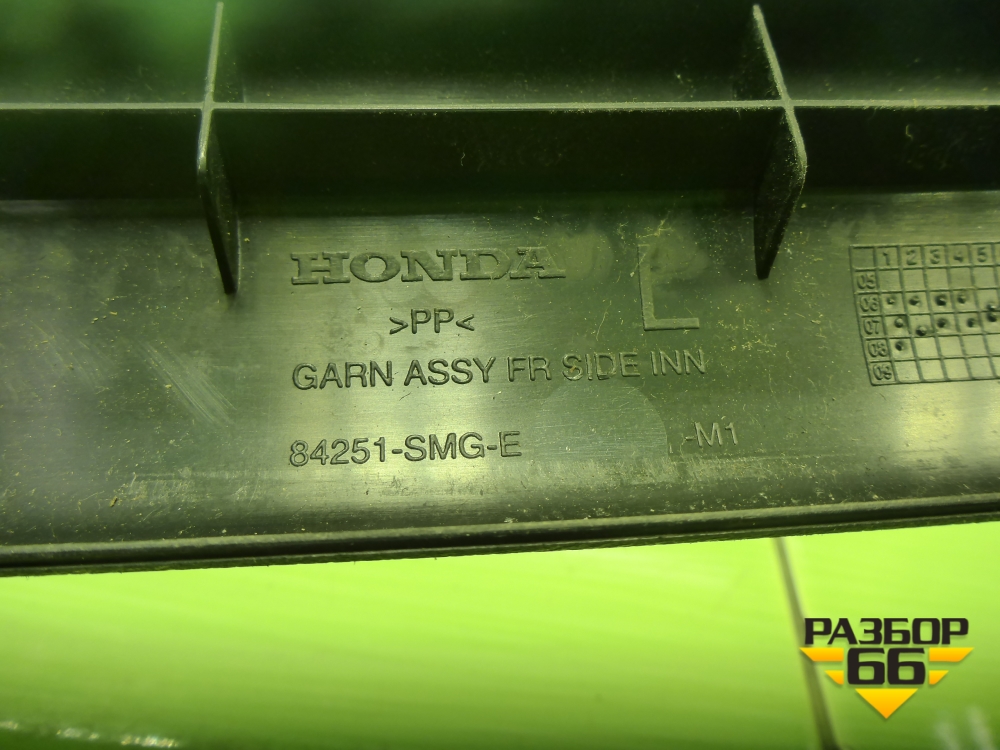 HONDA
L
>PP<
GARN ASSY FR SIDE INN
84251-SMG-E -M1
1 2 3 4 5
05
06
07
08
09
РАЗБОР
66